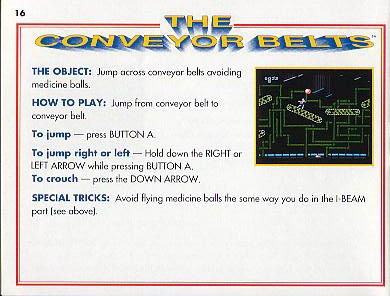 16
THE
CONVEYOR BELTS™
THE OBJECT: Jump across conveyor belts avoiding
medicine balls.
HOW TO PLAY: Jump from conveyor belt to
conveyor belt.
To jump — press BUTTON A.
To jump right or left — Hold down the RIGHT or
LEFT ARROW while pressing BUTTON A.
To crouch — press the DOWN ARROW.
SPECIAL TRICKS: Avoid flying medicine balls the same way you do in the I-BEAM
part (see above).